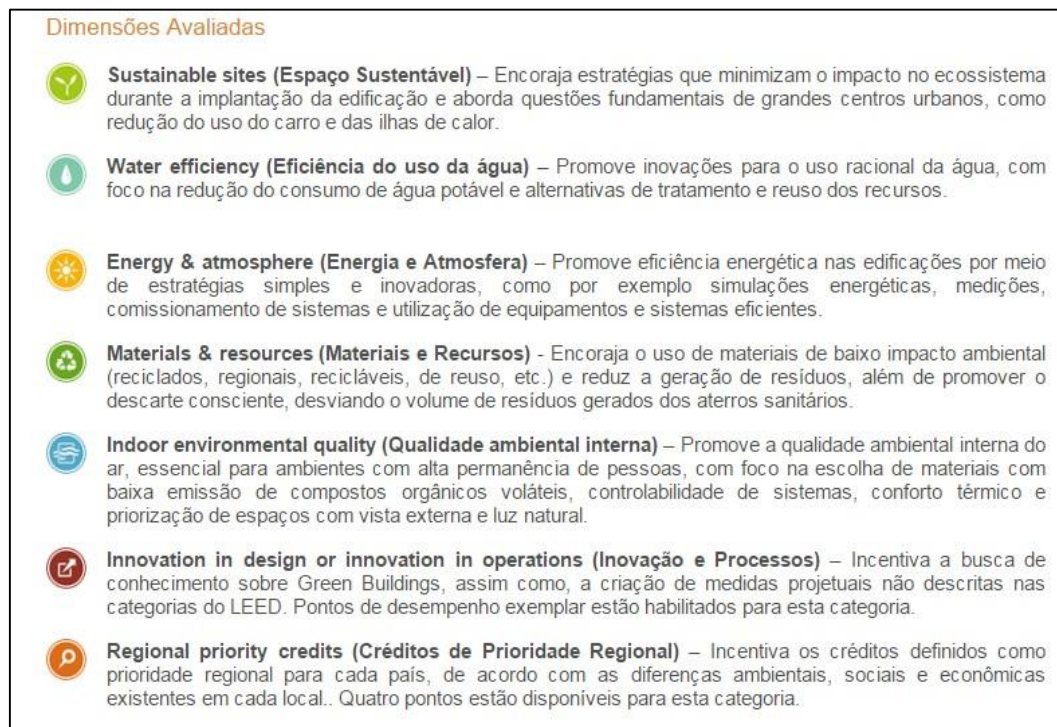 Dimensões Avaliadas
Sustainable sites (Espaço Sustentável) – Encoraja estratégias que minimizam o impacto no ecossistema
durante a implantação da edificação e aborda questões fundamentais de grandes centros urbanos, como
redução do uso do carro e das ilhas de calor.
Water efficiency (Eficiência do uso da água) – Promove inovações para o uso racional da água, com
foco na redução do consumo de água potável e alternativas de tratamento e reuso dos recursos.
Energy & atmosphere (Energia e Atmosfera) – Promove eficiência energética nas edificações por meio
de estratégias simples e inovadoras, como por exemplo simulações energéticas, medições,
comissionamento de sistemas e utilização de equipamentos e sistemas eficientes.
Materials & resources (Materiais e Recursos) - Encoraja o uso de materiais de baixo impacto ambiental
(reciclados, regionais, recicláveis, de reuso, etc.) e reduz a geração de resíduos, além de promover o
descarte consciente, desviando o volume de resíduos gerados dos aterros sanitários.
Indoor environmental quality (Qualidade ambiental interna) – Promove a qualidade ambiental interna do
ar, essencial para ambientes com alta permanência de pessoas, com foco na escolha de materiais com
baixa emissão de compostos orgânicos voláteis, controlabilidade de sistemas, conforto térmico e
priorização de espaços com vista externa e luz natural.
Innovation in design or innovation in operations (Inovação e Processos) – Incentiva a busca de
conhecimento sobre Green Buildings, assim como, a criação de medidas projetuais não descritas nas
categorias do LEED. Pontos de desempenho exemplar estão habilitados para esta categoria.
Regional priority credits (Créditos de Prioridade Regional) – Incentiva os créditos definidos como
prioridade regional para cada país, de acordo com as diferenças ambientais, sociais e econômicas
existentes em cada local.. Quatro pontos estão disponíveis para esta categoria.